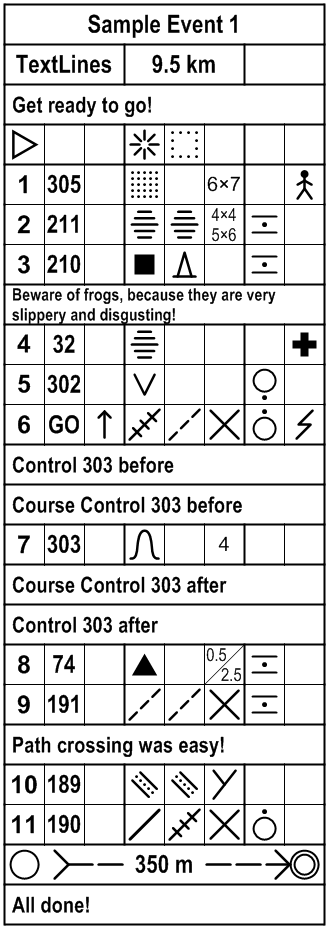 Sample Event 1
TextLines 9.5 km
Get ready to go!
1 305 6×7
2 211 4×4
5×6
3 210
Beware of frogs, because they are very
slippery and disgusting!
4 32
5 302
6 GO
Control 303 before
Course Control 303 before
7 303 4
Course Control 303 after
Control 303 after
8 74 0.5/2.5
9 191
Path crossing was easy!
10 189
11 190
350 m
All done!